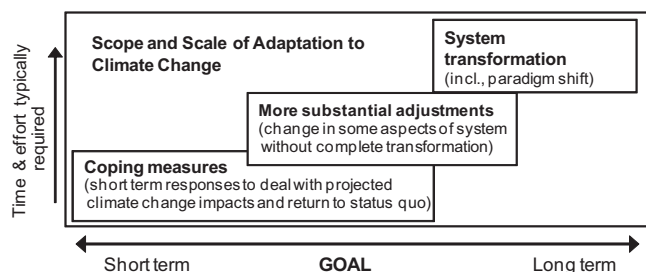 Scope and Scale of Adaptation to
Climate Change
System
transformation
(incl., paradigm shift)
More substantial adjustments
(change in some aspects of system
without complete transformation)
Coping measures
(short term responses to deal with projected
climate change impacts and return to status quo)
Time & effort typically
required
Short term
GOAL
Long term